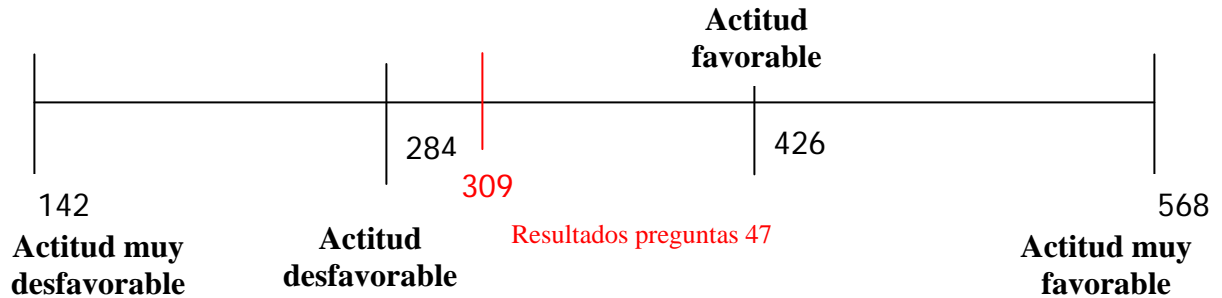 Actitud
favorable
284
426
309
142
568
Actitud muy
desfavorable
Actitud
desfavorable
Resultados preguntas 47
Actitud muy
favorable